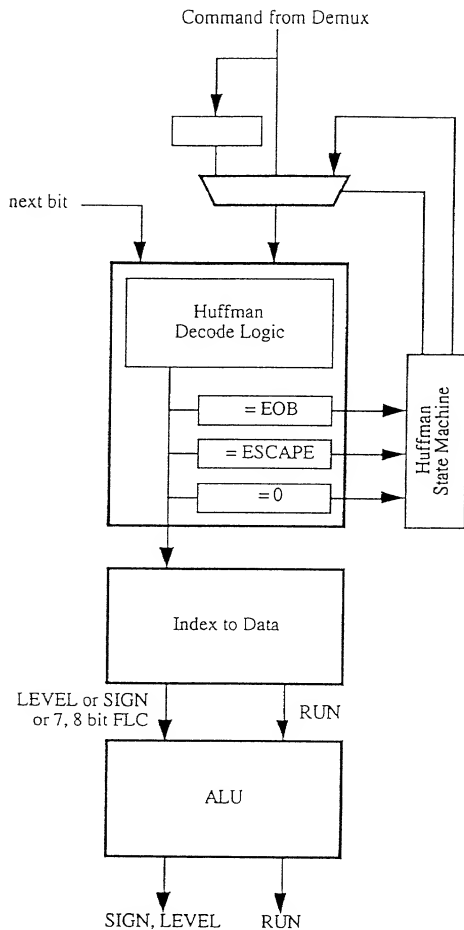 Command from Demux
next bit
Huffman
Decode Logic
= EOB
= ESCAPE
= 0
Huffman
State Machine
Index to Data
LEVEL or SIGN
or 7, 8 bit FLC
RUN
ALU
SIGN, LEVEL
RUN